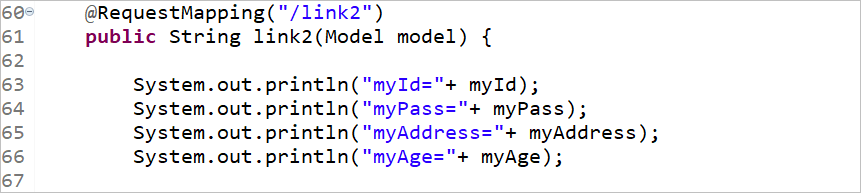 60 @RequestMapping("/link2")
61 public String link2(Model model) {
62
63 System.out.println("myId="+ myId);
64 System.out.println("myPass="+ myPass);
65 System.out.println("myAddress="+ myAddress);
66 System.out.println("myAge="+ myAge);
67